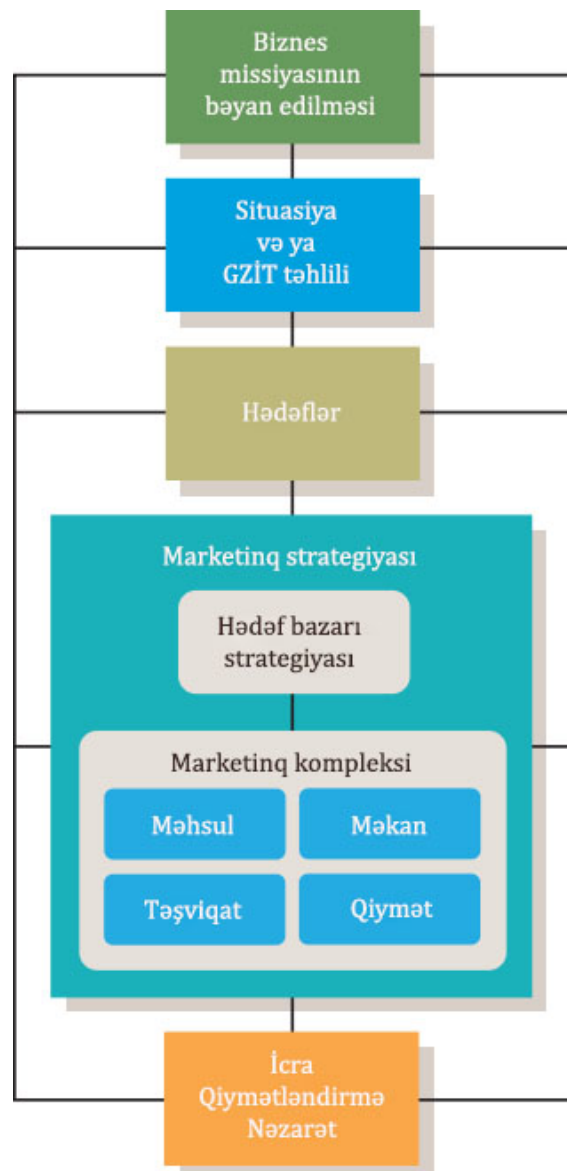 Biznes
missiyasının
bəyan edilməsi
Situasiya
və ya
GZİT təhlili
Hədəflər
Marketinq strategiyası
Hədəf bazarı
strategiyası
Marketinq kompleksi
Məhsul
Məkan
Təşviqat
Qiymət
İcra
Qiymətləndirmə
Nəzarət